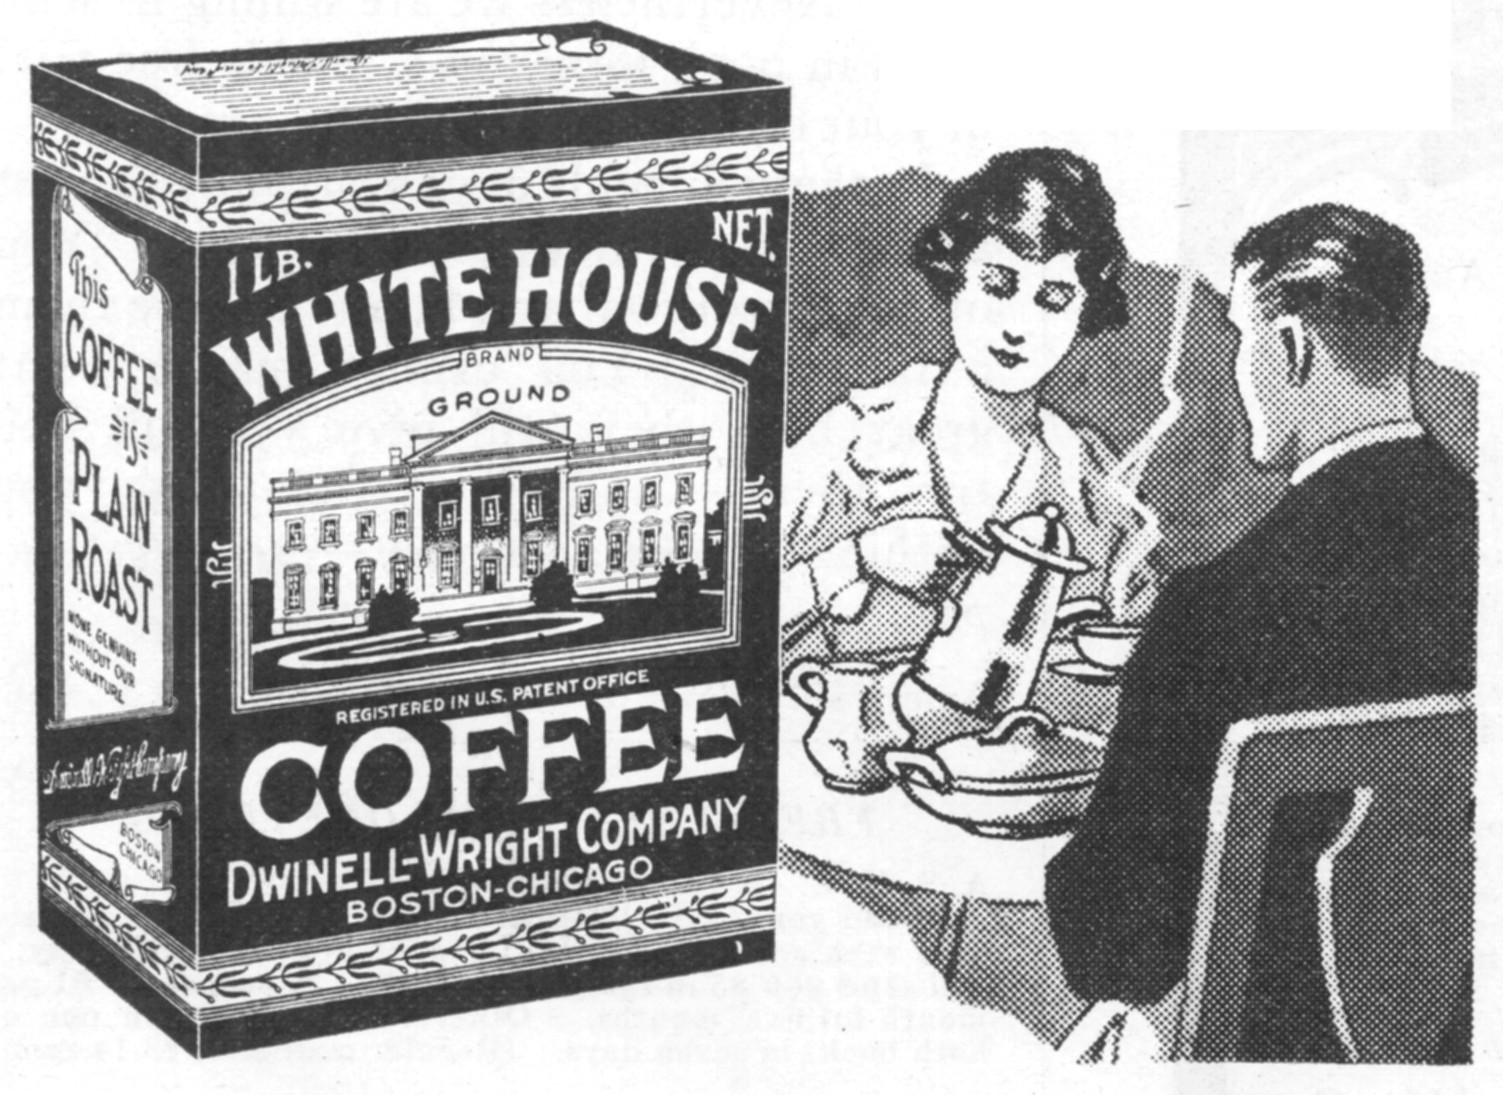 1 LB.
NET.
WHITE HOUSE
BRAND
GROUND
REGISTERED IN U.S. PATENT OFFICE
COFFEE
DWINELL-WRIGHT COMPANY
BOSTON-CHICAGO
This
COFFEE
is
PLAIN
ROAST
NONE GENUINE
WITHOUT OUR
SIGNATURE
Dwinell-Wright Company
BOSTON
CHICAGO